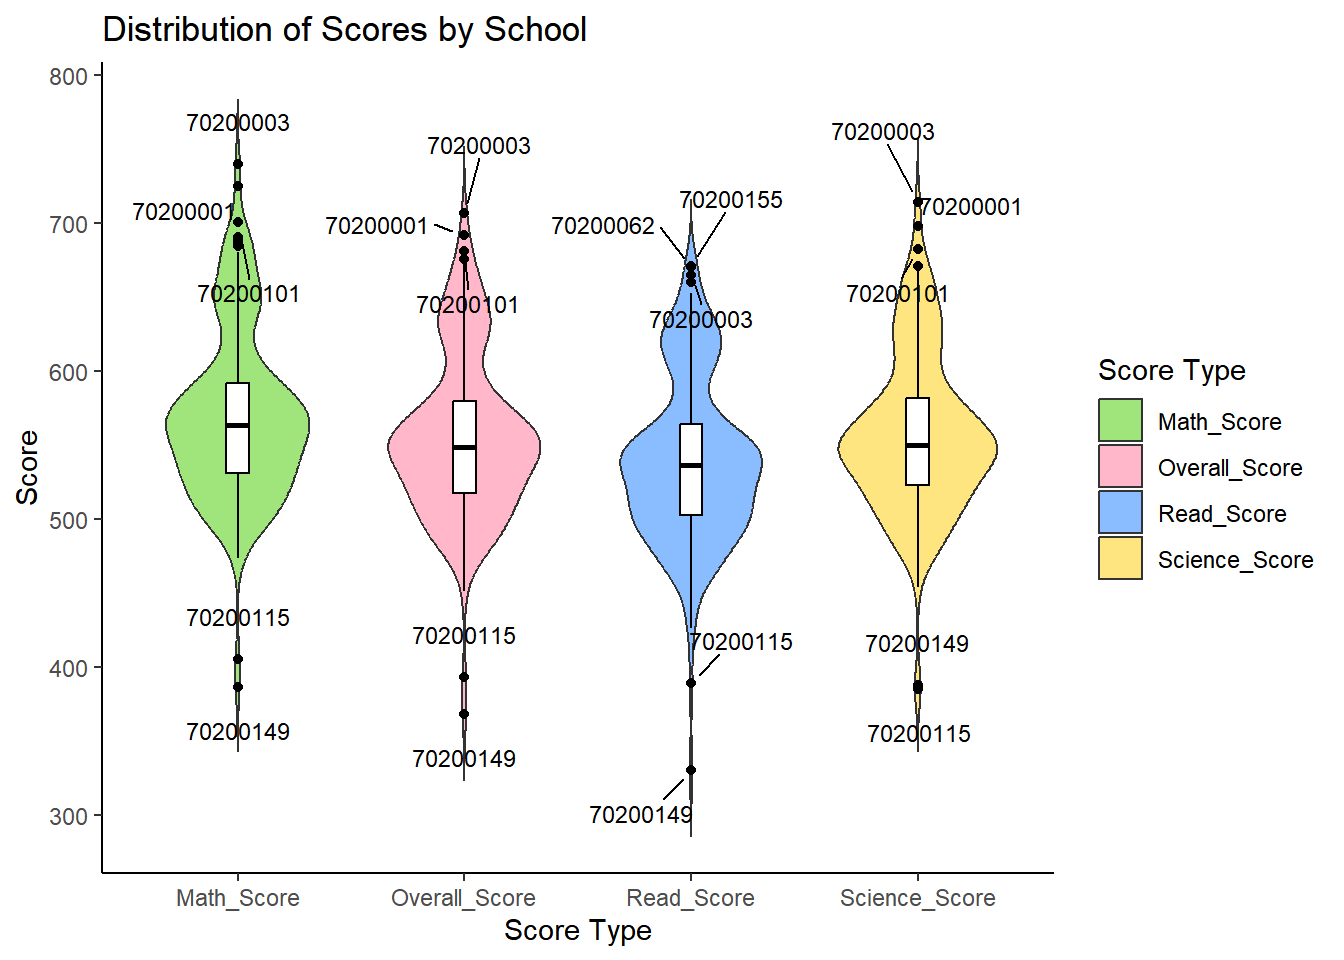 Distribution of Scores by School
Score
800
700
600
500
400
300
70200003
70200001
70200101
70200115
70200149
70200003
70200001
70200101
70200115
70200149
70200155
70200062
70200003
70200115
70200149
70200003
70200001
70200101
70200149
70200115
Math_Score
Overall_Score
Read_Score
Science_Score
Score Type
Score Type
Math_Score
Overall_Score
Read_Score
Science_Score